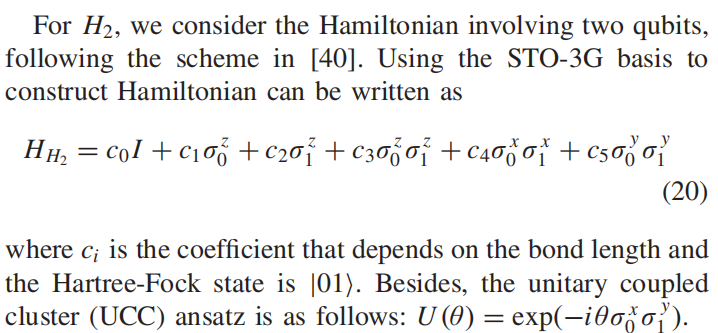 For H₂, we consider the Hamiltonian involving two qubits,
following the scheme in [40]. Using the STO-3G basis to
construct Hamiltonian can be written as
H_{H₂} = c₀I + c₁σ₀ᶻ + c₂σ₁ᶻ + c₃σ₀ᶻσ₁ᶻ + c₄σ₀ˣσ₁ˣ + c₅σ₀ʸσ₁ʸ
(20)
where cᵢ is the coefficient that depends on the bond length and
the Hartree-Fock state is |01⟩. Besides, the unitary coupled
cluster (UCC) ansatz is as follows: U(θ) = exp(−iθσ₀ˣσ₁ʸ).